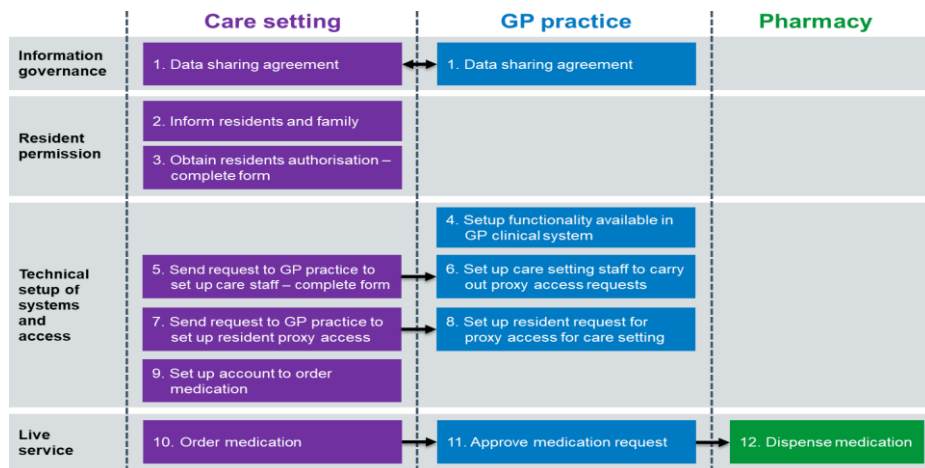 Care setting
GP practice
Pharmacy
Information
governance
1. Data sharing agreement
1. Data sharing agreement
Resident
permission
2. Inform residents and family
3. Obtain residents authorisation –
complete form
Technical
setup of
systems
and
access
4. Setup functionality available in
GP clinical system
5. Send request to GP practice to
set up care staff – complete form
6. Set up care setting staff to carry
out proxy access requests
7. Send request to GP practice to
set up resident proxy access
8. Set up resident request for
proxy access for care setting
9. Set up account to order
medication
Live
service
10. Order medication
11. Approve medication request
12. Dispense medication